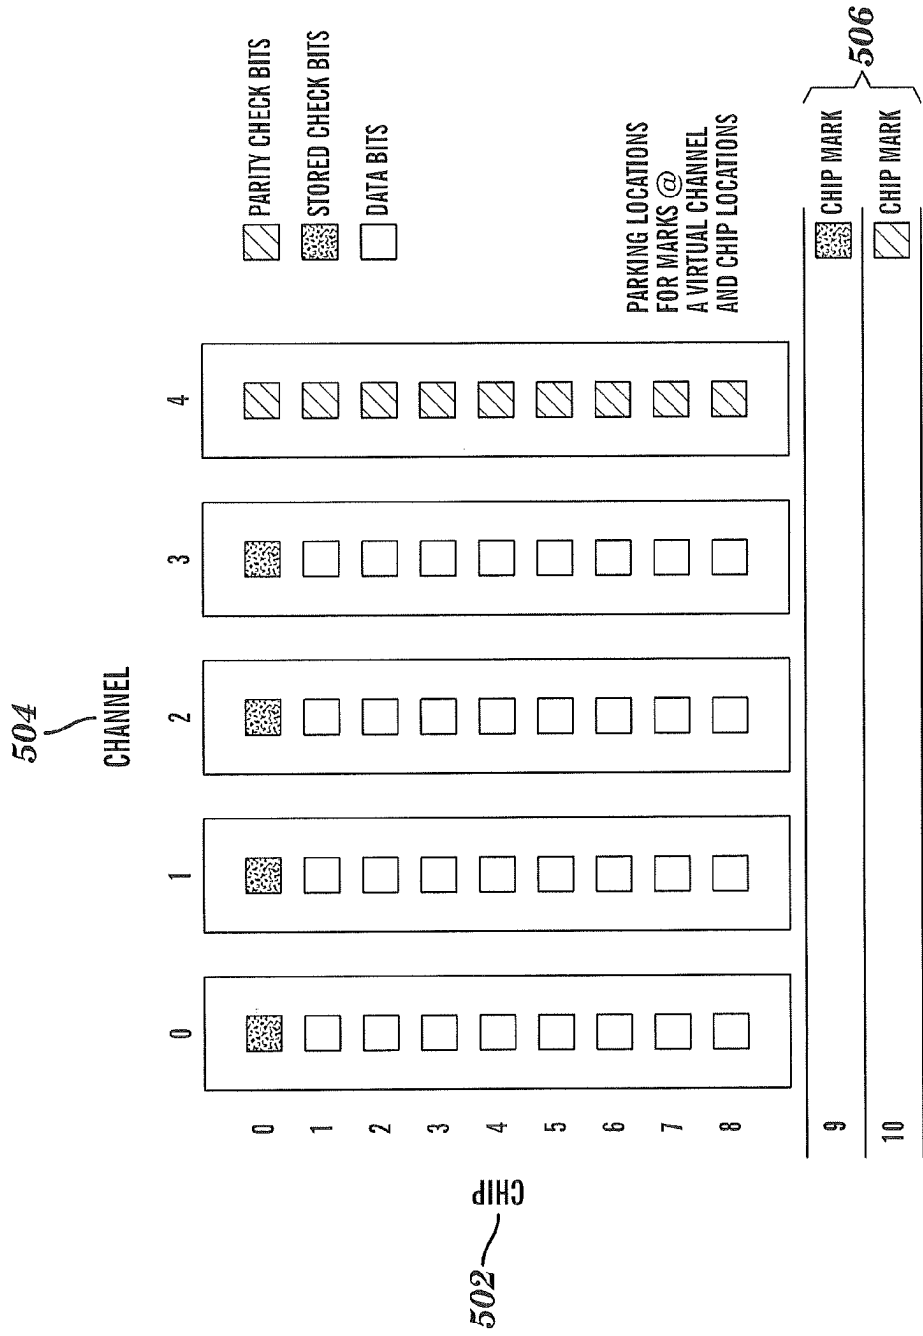 504
CHANNEL
0
1
2
3
4
PARITY CHECK BITS
STORED CHECK BITS
DATA BITS
502
CHIP
0
1
2
3
4
5
6
7
8
PARKING LOCATIONS
FOR MARKS @
A VIRTUAL CHANNEL
AND CHIP LOCATIONS
9
CHIP MARK
10
CHIP MARK
506